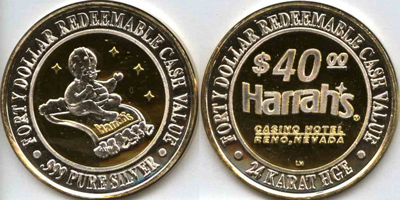 FORTY DOLLAR REDEEMABLE CASH VALUE
Harrah's
.999 PURE SILVER
FORTY DOLLAR REDEEMABLE CASH VALUE
$40.00
Harrah's®
CASINO HOTEL
RENO, NEVADA
24 KARAT HGE